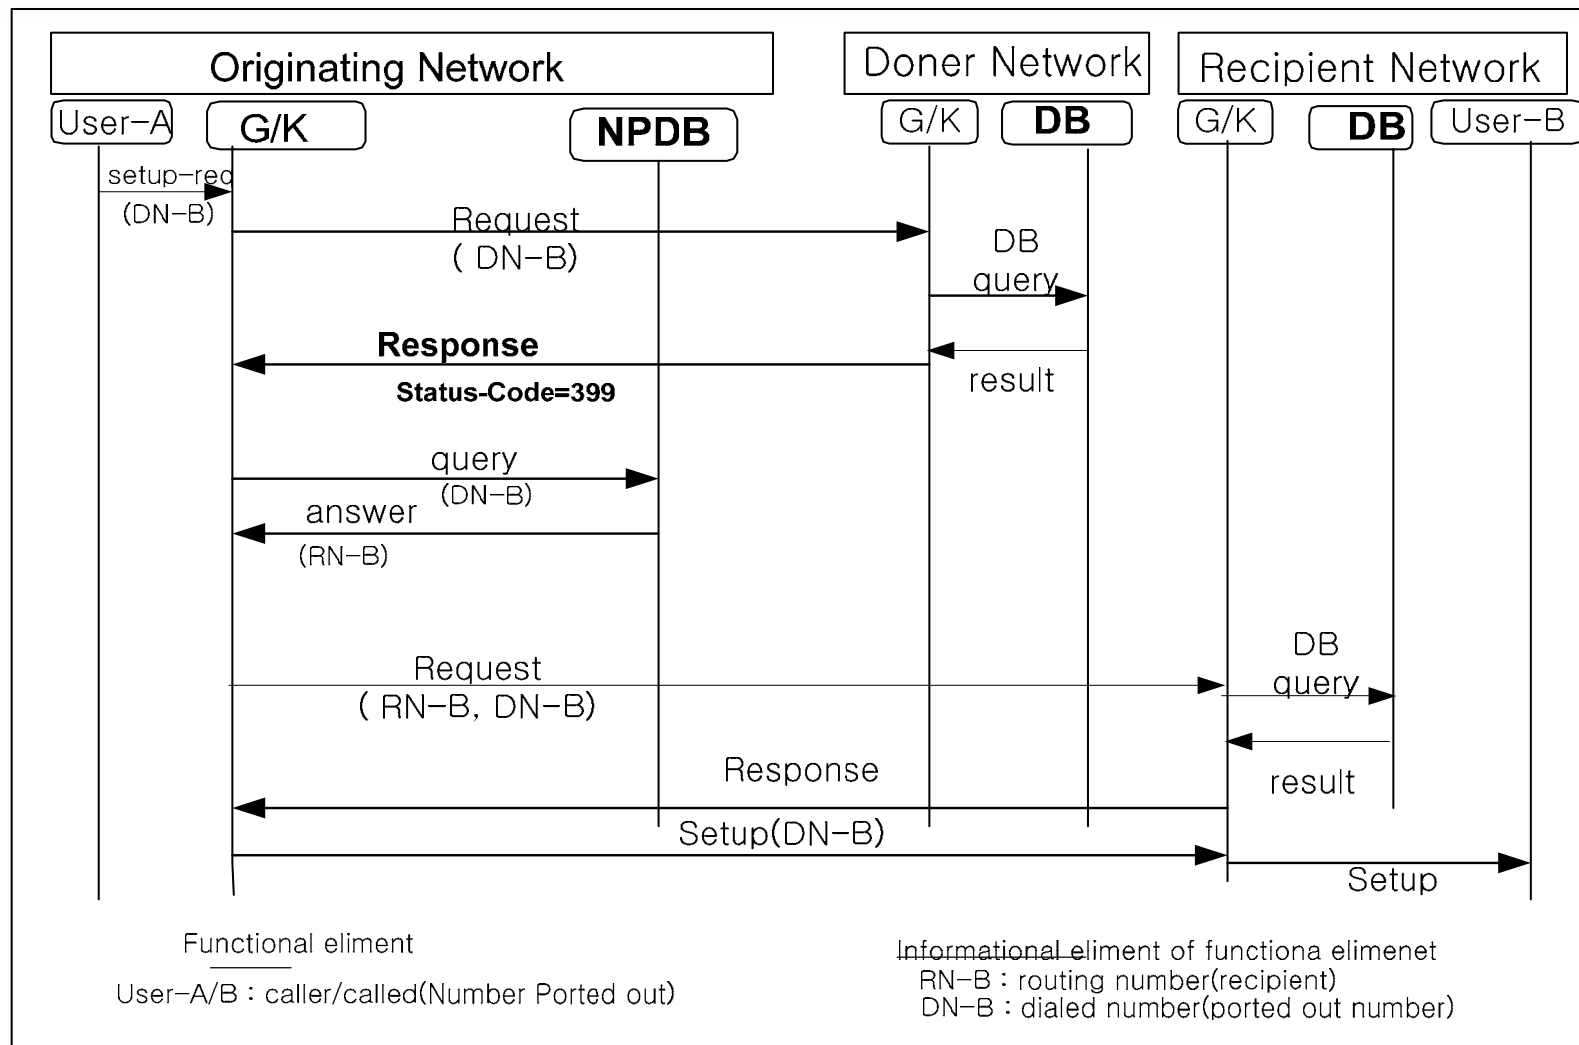 Originating Network
Doner Network
Recipient Network
User-A
G/K
NPDB
G/K
DB
G/K
DB
User-B
setup-req
(DN-B)
Request
( DN-B)
DB
query
Response
Status-Code=399
result
query
(DN-B)
answer
(RN-B)
Request
( RN-B, DN-B)
DB
query
Response
result
Setup(DN-B)
Setup
Functional eliment
User-A/B : caller/called(Number Ported out)
Informational eliment of functiona elimenet
RN-B : routing number(recipient)
DN-B : dialed number(ported out number)